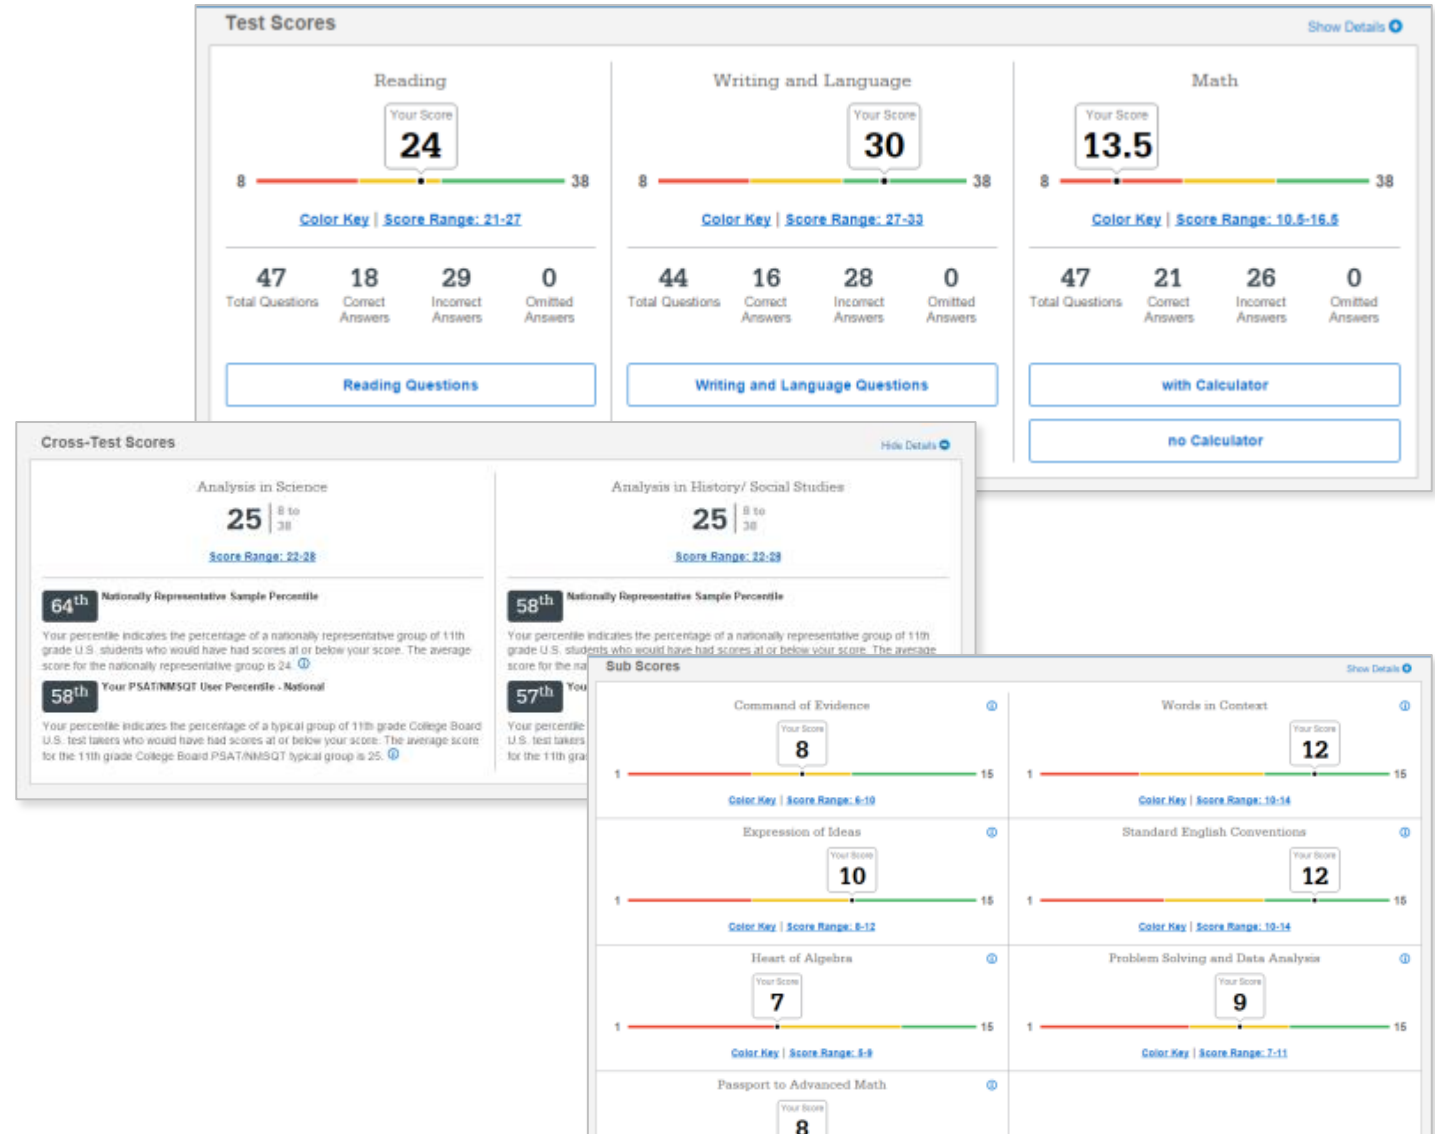 Test Scores
Show Details
Reading
Your Score
24
8
38
Color Key | Score Range: 21-27
47
18
29
0
Total Questions
Correct
Answers
Incorrect
Answers
Omitted
Answers
Reading Questions
Writing and Language
Your Score
30
8
38
Color Key | Score Range: 27-33
44
16
28
0
Total Questions
Correct
Answers
Incorrect
Answers
Omitted
Answers
Writing and Language Questions
Math
Your Score
13.5
8
38
Color Key | Score Range: 10.5-16.5
47
21
26
0
Total Questions
Correct
Answers
Incorrect
Answers
Omitted
Answers
with Calculator
no Calculator
Cross-Test Scores
Hide Details
Analysis in Science
25 | 8 to
38
Score Range: 22-28
64th Nationally Representative Sample Percentile
Your percentile indicates the percentage of a nationally representative group of 11th
grade U.S. students who would have had scores at or below your score. The average
score for the nationally representative group is 24.
58th Your PSAT/NMSQT User Percentile - National
Your percentile indicates the percentage of a typical group of 11th grade College Board
U.S. test takers who would have had scores at or below your score. The average score
for the 11th grade College Board PSAT/NMSQT typical group is 25.
Analysis in History/ Social Studies
25 | 8 to
38
Score Range: 22-28
58th Nationally Representative Sample Percentile
Your percentile indicates the percentage of a nationally representative group of 11th
grade U.S. students who would have had scores at or below your score. The average
score for the na
57th You
Your percentile
U.S. test takers
for the 11th gra
Sub Scores
Show Details
Command of Evidence
Your Score
8
1
15
Color Key | Score Range: 6-10
Words in Context
Your Score
12
1
15
Color Key | Score Range: 10-14
Expression of Ideas
Your Score
10
1
15
Color Key | Score Range: 8-12
Standard English Conventions
Your Score
12
1
15
Color Key | Score Range: 10-14
Heart of Algebra
Your Score
7
1
15
Color Key | Score Range: 5-9
Problem Solving and Data Analysis
Your Score
9
1
15
Color Key | Score Range: 7-11
Passport to Advanced Math
Your Score
8